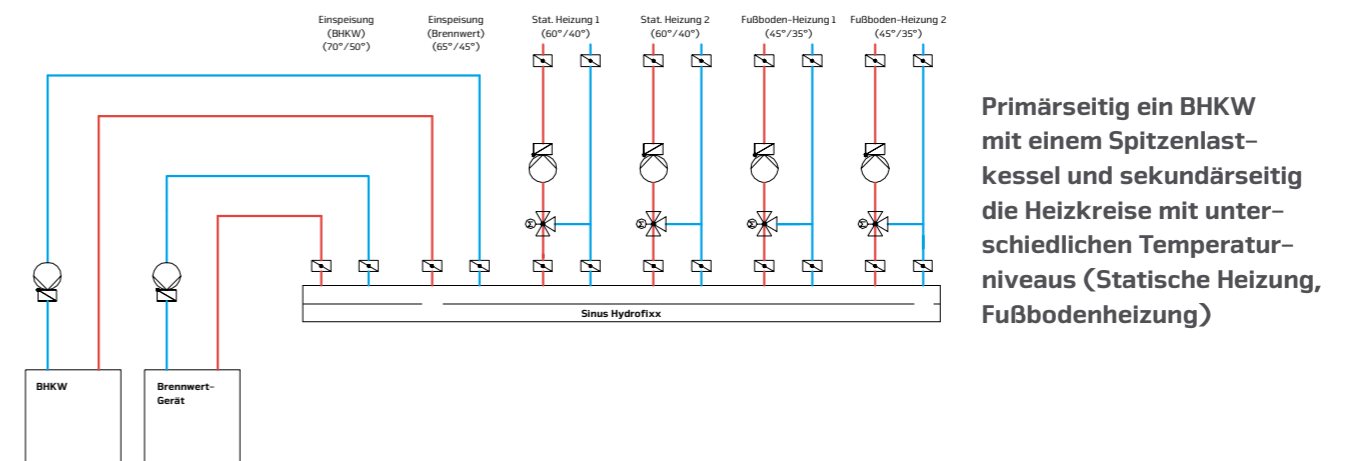 Einspeisung
(BHKW)
(70°/50°)
Einspeisung
(Brennwert)
(65°/45°)
Stat. Heizung 1
(60°/40°)
Stat. Heizung 2
(60°/40°)
Fußboden-Heizung 1
(45°/35°)
Fußboden-Heizung 2
(45°/35°)
Primärseitig ein BHKW
mit einem Spitzenlast-
kessel und sekundärseitig
die Heizkreise mit unter-
schiedlichen Temperatur-
niveaus (Statische Heizung,
Fußbodenheizung)
M
M
M
M
Sinus Hydrofixx
BHKW
Brennwert-
Gerät